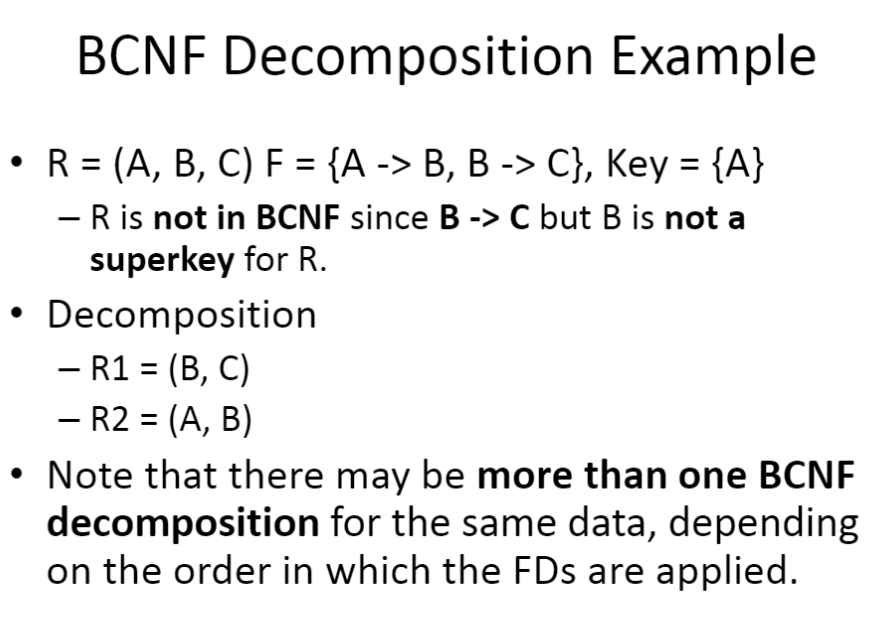 BCNF Decomposition Example
• R = (A, B, C) F = {A -> B, B -> C}, Key = {A}
– R is not in BCNF since B -> C but B is not a
superkey for R.
• Decomposition
– R1 = (B, C)
– R2 = (A, B)
• Note that there may be more than one BCNF
decomposition for the same data, depending
on the order in which the FDs are applied.